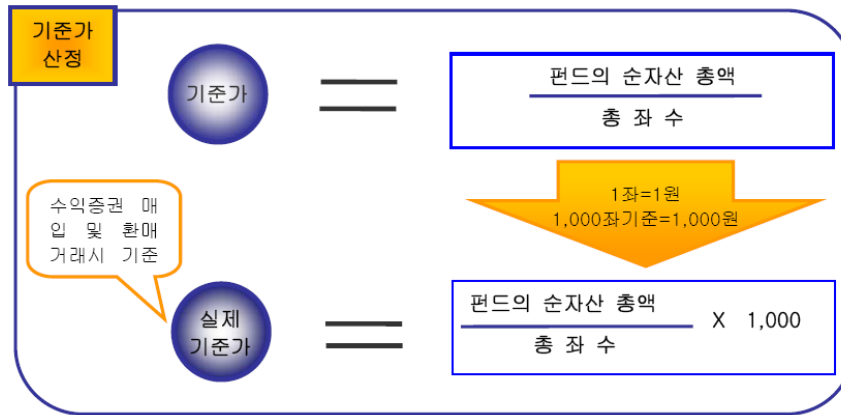 기준가
산정
기준가
펀드의 순자산 총액
총 좌 수
1좌=1원
1,000좌기준=1,000원
수익증권 매
입 및 환매
거래시 기준
실제
기준가
펀드의 순자산 총액
X 1,000
총 좌 수